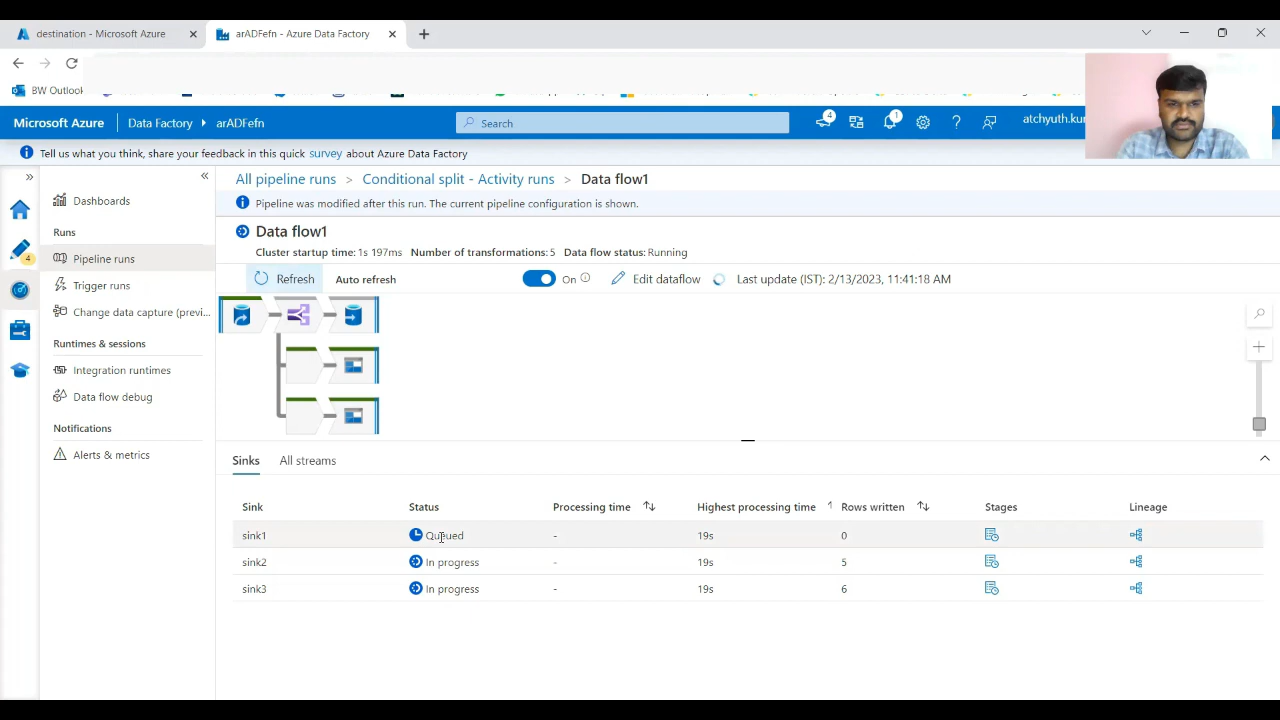 destination - Microsoft Azure
arADFefn - Azure Data Factory
BW Outlook
Microsoft Azure
Data Factory
arADFefn
Search
4
1
atchyuth.kur
Tell us what you think, share your feedback in this quick survey about Azure Data Factory
All pipeline runs > Conditional split - Activity runs > Data flow1
Pipeline was modified after this run. The current pipeline configuration is shown.
Data flow1
Cluster startup time: 1s 197ms Number of transformations: 5 Data flow status: Running
Refresh
Auto refresh
On
Edit dataflow
Last update (IST): 2/13/2023, 11:41:18 AM
4
Dashboards
Runs
Pipeline runs
Trigger runs
Change data capture (previ...
Runtimes & sessions
Integration runtimes
Data flow debug
Notifications
Alerts & metrics
Sinks
All streams
Sink Status Processing time Highest processing time Rows written Stages Lineage
sink1 Queued - 19s 0
sink2 In progress - 19s 5
sink3 In progress - 19s 6